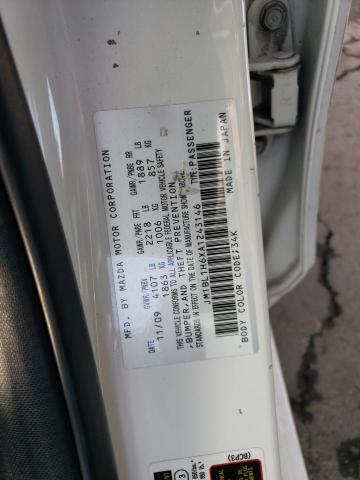 MFD. BY MAZDA MOTOR CORPORATION
DATE GVWR/PNBV GAWR/PNBE FRT GAWR/PNBE RR
11/09 4107 LB 2218 LB 1889 LB
1863 KG 1006 KG 857 KG
THIS VEHICLE CONFORMS TO ALL APPLICABLE FEDERAL MOTOR VEHICLE SAFETY
, BUMPER, AND THEFT PREVENTION
STANDARDS IN EFFECT ON THE DATE OF MANUFACTURE SHOWN ABOVE.
JM1BL1H6XA1243146 TYPE:PASSENGER
BODY COLOR CODE/34K MADE IN JAPAN
(BCP3)